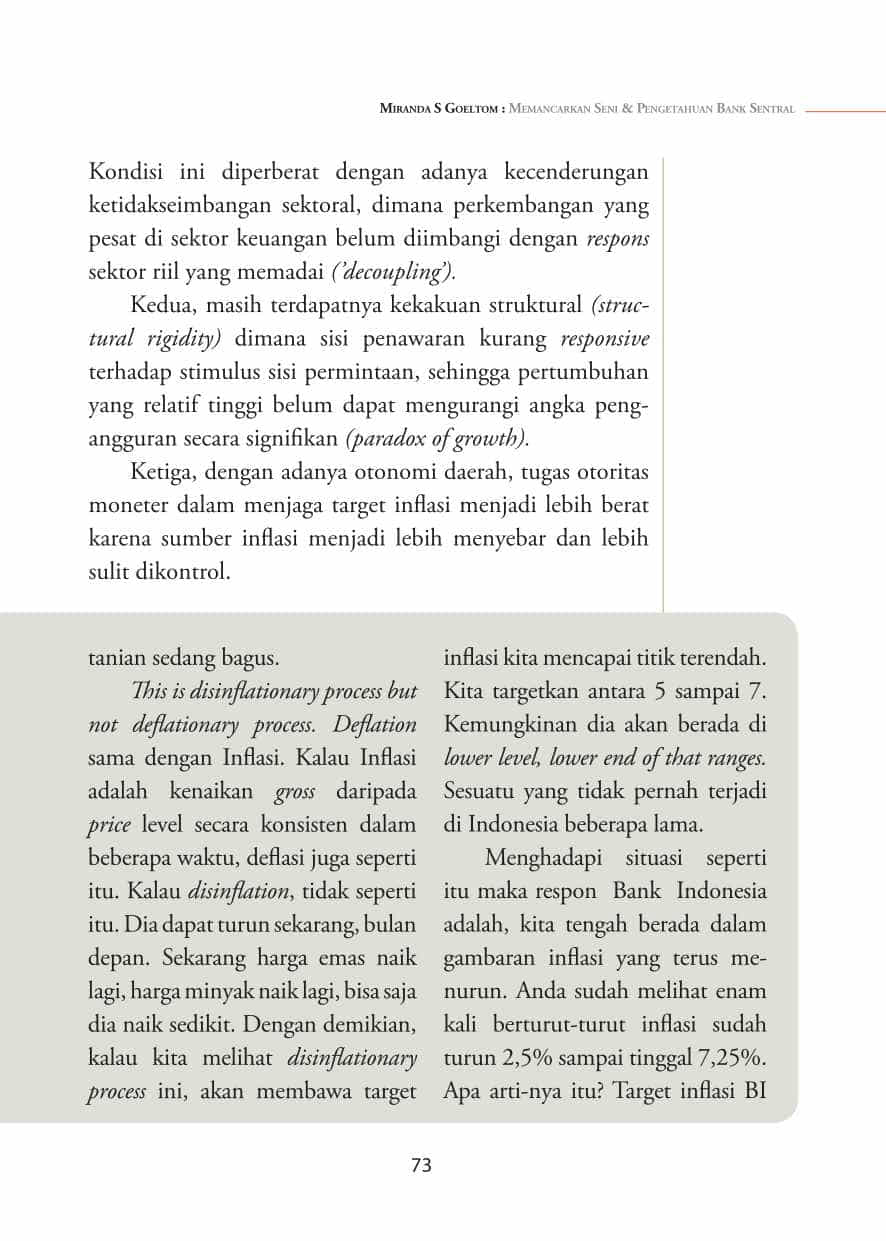 MIRANDA S GOELTOM : MEMANCARKAN SENI & PENGETAHUAN BANK SENTRAL
Kondisi ini diperberat dengan adanya kecenderungan
ketidakseimbangan sektoral, dimana perkembangan yang
pesat di sektor keuangan belum diimbangi dengan respons
sektor riil yang memadai (’decoupling’).
Kedua, masih terdapatnya kekakuan struktural (struc-
tural rigidity) dimana sisi penawaran kurang responsive
terhadap stimulus sisi permintaan, sehingga pertumbuhan
yang relatif tinggi belum dapat mengurangi angka peng-
angguran secara signifikan (paradox of growth).
Ketiga, dengan adanya otonomi daerah, tugas otoritas
moneter dalam menjaga target inflasi menjadi lebih berat
karena sumber inflasi menjadi lebih menyebar dan lebih
sulit dikontrol.
tanian sedang bagus.
This is disinflationary process but
not deflationary process. Deflation
sama dengan Inflasi. Kalau Inflasi
adalah kenaikan gross daripada
price level secara konsisten dalam
beberapa waktu, deflasi juga seperti
itu. Kalau disinflation, tidak seperti
itu. Dia dapat turun sekarang, bulan
depan. Sekarang harga emas naik
lagi, harga minyak naik lagi, bisa saja
dia naik sedikit. Dengan demikian,
kalau kita melihat disinflationary
process ini, akan membawa target
inflasi kita mencapai titik terendah.
Kita targetkan antara 5 sampai 7.
Kemungkinan dia akan berada di
lower level, lower end of that ranges.
Sesuatu yang tidak pernah terjadi
di Indonesia beberapa lama.
Menghadapi situasi seperti
itu maka respon Bank Indonesia
adalah, kita tengah berada dalam
gambaran inflasi yang terus me-
nurun. Anda sudah melihat enam
kali berturut-turut inflasi sudah
turun 2,5% sampai tinggal 7,25%.
Apa arti-nya itu? Target inflasi BI
73